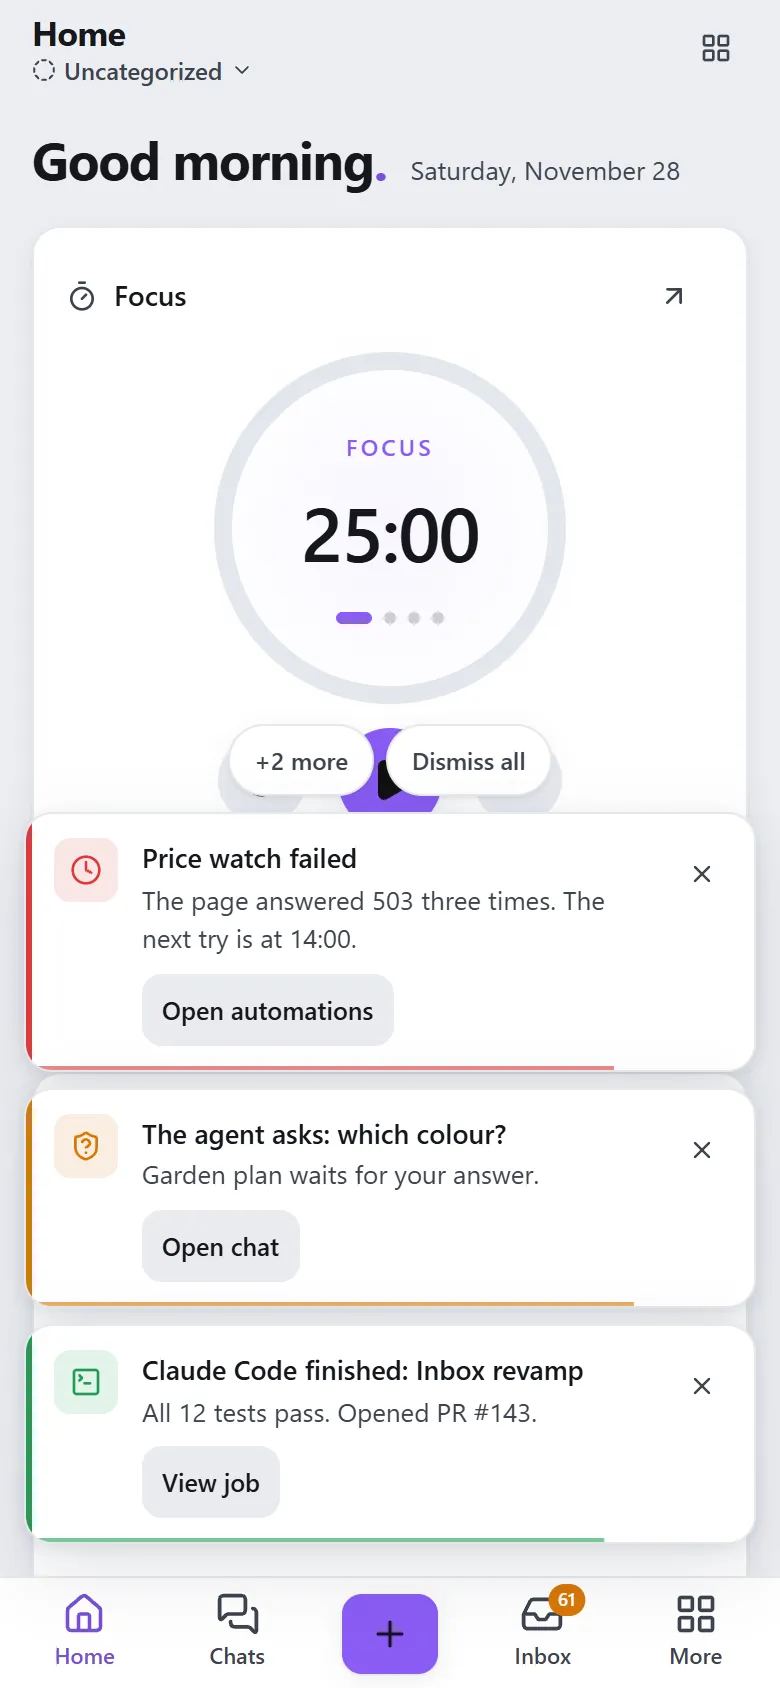 Home
Uncategorized
Good morning. Saturday, November 28
Focus
FOCUS
25:00
+2 more
Dismiss all
Price watch failed
The page answered 503 three times. The
next try is at 14:00.
Open automations
The agent asks: which colour?
Garden plan waits for your answer.
Open chat
Claude Code finished: Inbox revamp
All 12 tests pass. Opened PR #143.
View job
61
Home
Chats
Inbox
More